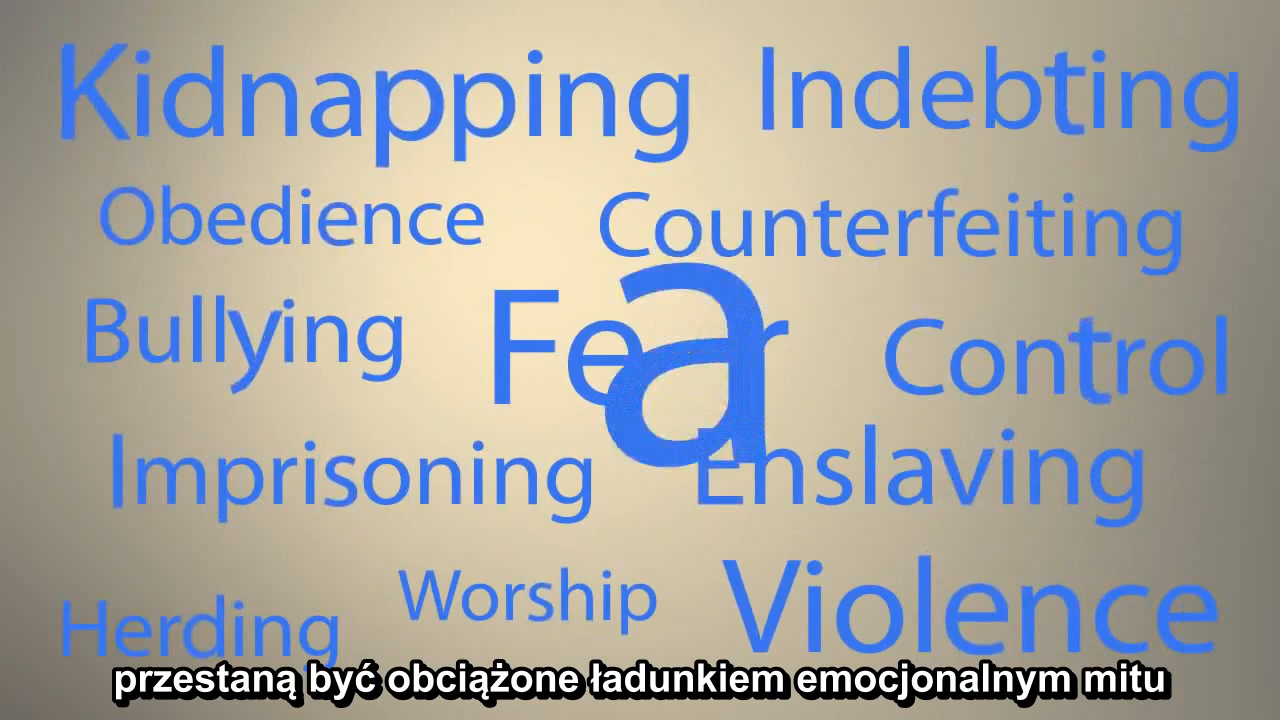 Kidnapping Indebting
Obedience Counterfeiting
Bullying Fear Control
Imprisoning Enslaving
Herding Worship Violence
przestaną być obciążone ładunkiem emocjonalnym mitu